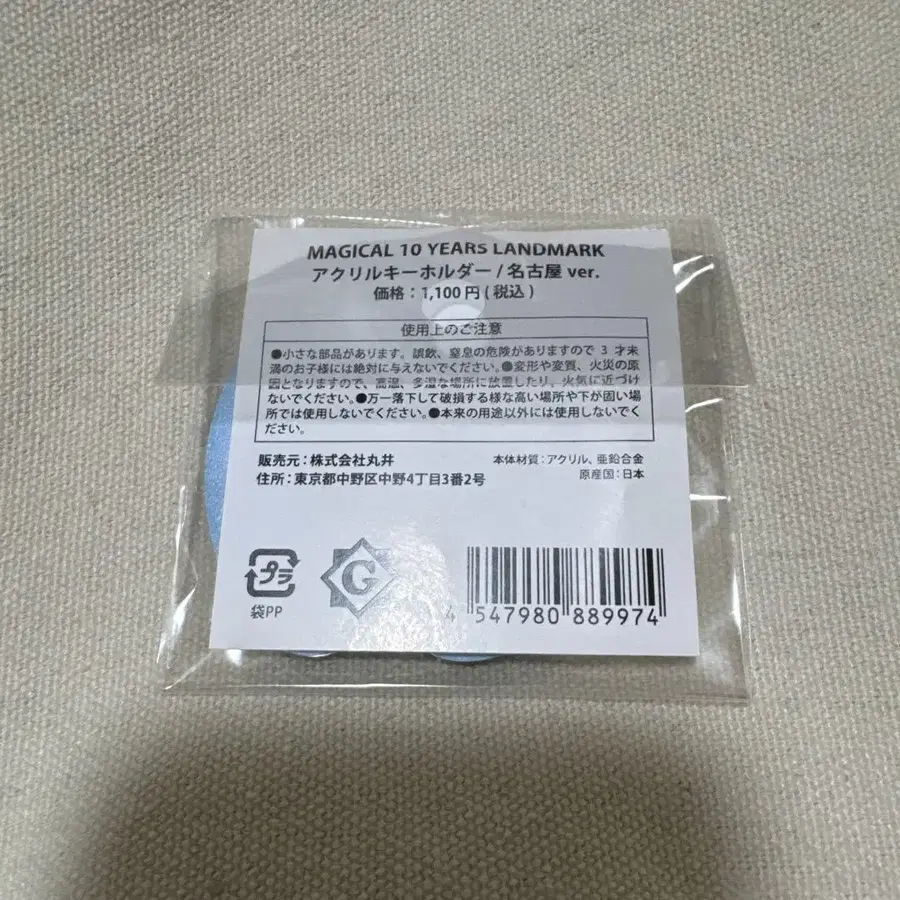 MAGICAL 10 YEARS LANDMARK
アクリルキーホルダー / 名古屋 ver.
価格：1,100円 ( 税込 )
使用上のご注意
●小さな部品があります。誤飲、窒息の危険がありますので 3 才未
満のお子様には絶対に与えないでください。●変形や変質、火災の原
因となりますので、高温、多湿な場所に放置したり、火気に近づけ
ないでください。●万一落下して破損する様な高い場所や下が固い場
所では使用しないでください。●本来の用途以外には使用しないでく
ださい。
販売元：株式会社丸井
住所：東京都中野区中野4丁目3番2号
本体材質：アクリル、亜鉛合金
原産国：日本
プラ
袋PP
G
4 547980 889974